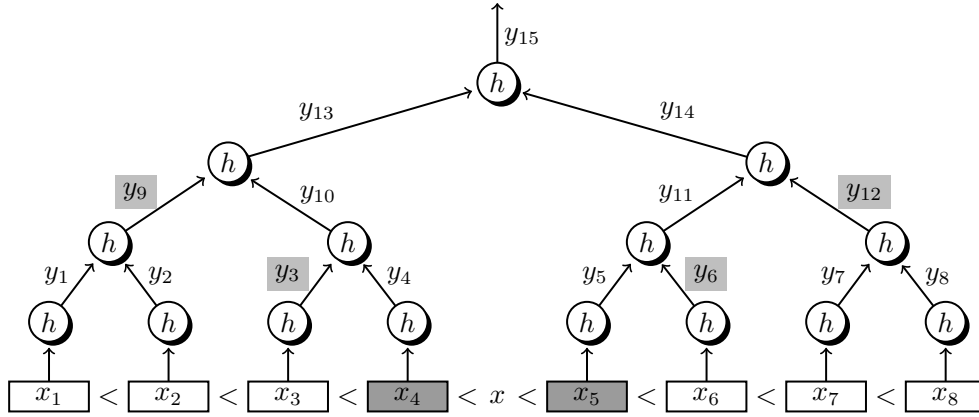 y₁₅
h
y₁₃ y₁₄
h h
y₉ y₁₀ y₁₁ y₁₂
h h h h
y₁ y₂ y₃ y₄ y₅ y₆ y₇ y₈
h h h h h h h h
x₁ < x₂ < x₃ < x₄ < x < x₅ < x₆ < x₇ < x₈